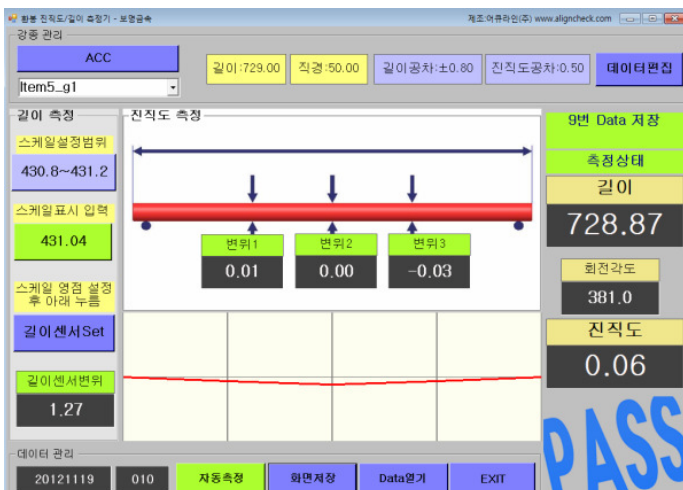 환봉 진직도/길이 측정기 - 보명금속
제조:어큐라인(주) www.aligncheck.com
강종 관리
ACC
Item5_g1
길이:729.00
직경:50.00
길이공차:±0.80
진직도공차:0.50
데이터편집
길이 측정
스케일설정범위
430.8~431.2
스케일표시 입력
431.04
스케일 영점 설정
후 아래 누름
길이센서Set
길이센서변위
1.27
진직도 측정
변위1
변위2
변위3
0.01
0.00
-0.03
9번 Data 저장
측정상태
길이
728.87
회전각도
381.0
진직도
0.06
PASS
데이터 관리
20121119
010
자동측정
화면저장
Data열기
EXIT